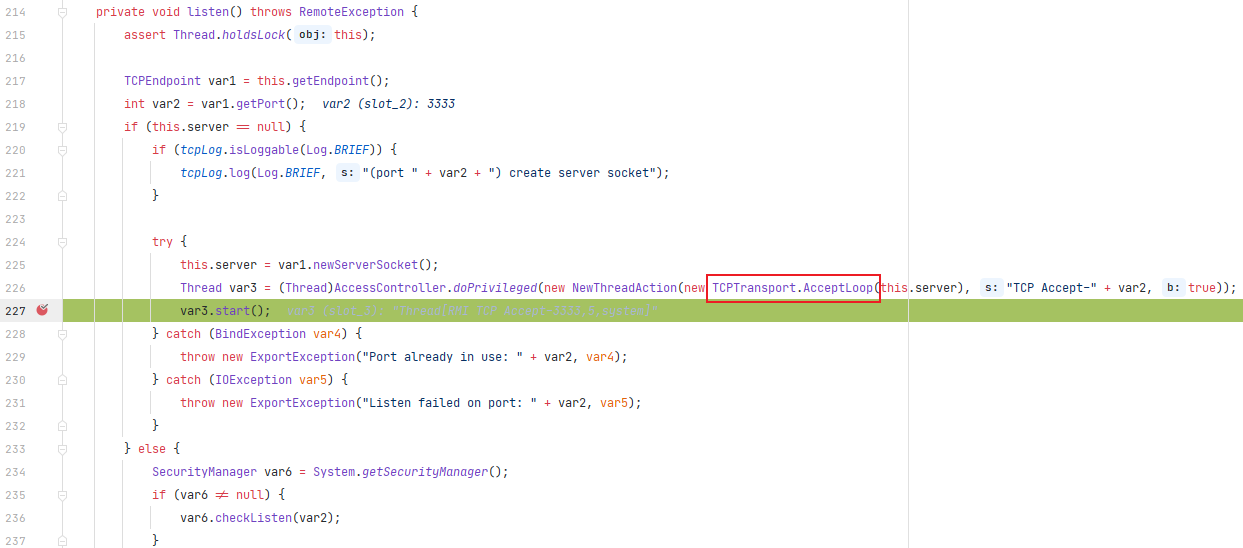 214 private void listen() throws RemoteException {
215 assert Thread.holdsLock( obj: this);
216
217 TCPEndpoint var1 = this.getEndpoint();
218 int var2 = var1.getPort(); var2 (slot_2): 3333
219 if (this.server == null) {
220 if (tcpLog.isLoggable(Log.BRIEF)) {
221 tcpLog.log(Log.BRIEF, s: "(port " + var2 + ") create server socket");
222 }
223
224 try {
225 this.server = var1.newServerSocket();
226 Thread var3 = (Thread)AccessController.doPrivileged(new NewThreadAction(new TCPTransport.AcceptLoop(this.server), s: "TCP Accept-" + var2, b: true));
227 var3.start(); var3 (slot_3): "Thread[RMI TCP Accept-3333,5,system]"
228 } catch (BindException var4) {
229 throw new ExportException("Port already in use: " + var2, var4);
230 } catch (IOException var5) {
231 throw new ExportException("Listen failed on port: " + var2, var5);
232 }
233 } else {
234 SecurityManager var6 = System.getSecurityManager();
235 if (var6 != null) {
236 var6.checkListen(var2);
237 }